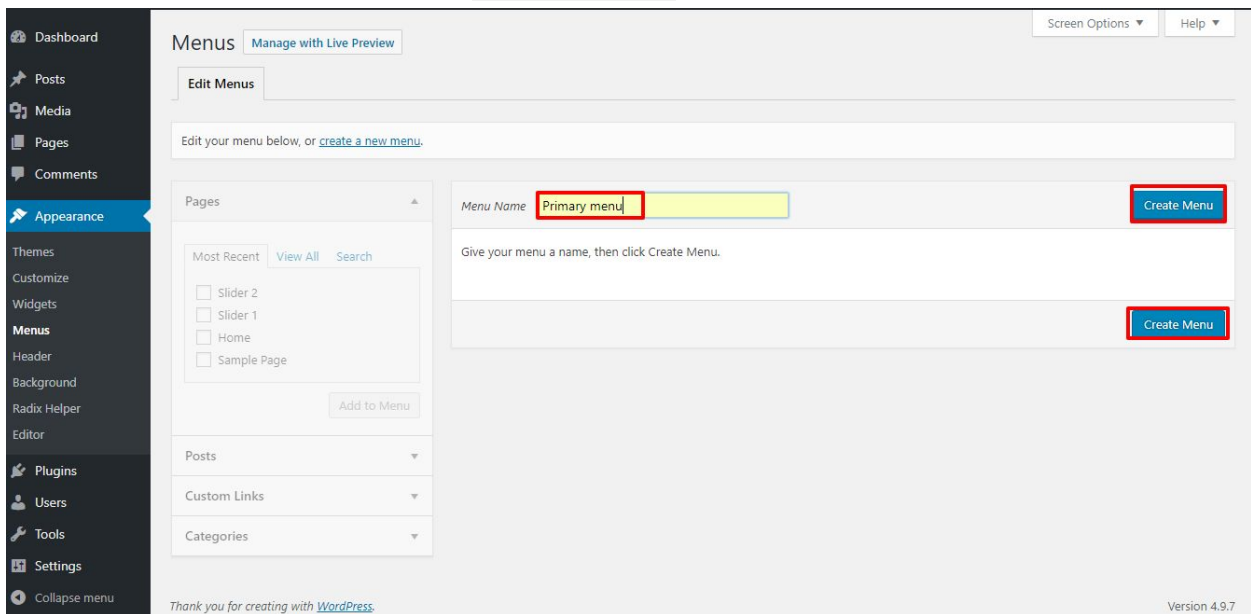 Screen Options ▼ Help ▼
Dashboard
Posts
Media
Pages
Comments
Appearance
Themes
Customize
Widgets
Menus
Header
Background
Radix Helper
Editor
Plugins
Users
Tools
Settings
Collapse menu
Menus Manage with Live Preview
Edit Menus
Edit your menu below, or create a new menu.
Pages
Most Recent View All Search
Slider 2
Slider 1
Home
Sample Page
Add to Menu
Posts
Custom Links
Categories
Menu Name Primary menu Create Menu
Give your menu a name, then click Create Menu.
Create Menu
Thank you for creating with WordPress. Version 4.9.7